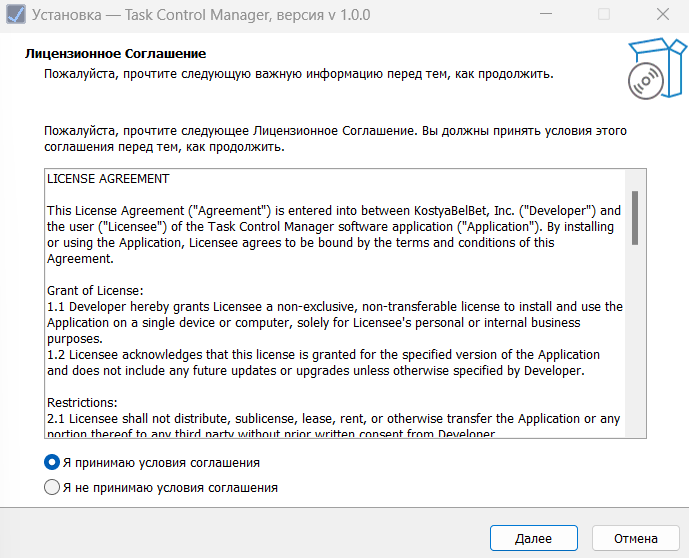 Установка — Task Control Manager, версия v 1.0.0
Лицензионное Соглашение
Пожалуйста, прочтите следующую важную информацию перед тем, как продолжить.
Пожалуйста, прочтите следующее Лицензионное Соглашение. Вы должны принять условия этого
соглашения перед тем, как продолжить.
LICENSE AGREEMENT
This License Agreement ("Agreement") is entered into between KostyaBelBet, Inc. ("Developer") and
the user ("Licensee") of the Task Control Manager software application ("Application"). By installing
or using the Application, Licensee agrees to be bound by the terms and conditions of this
Agreement.
Grant of License:
1.1 Developer hereby grants Licensee a non-exclusive, non-transferable license to install and use the
Application on a single device or computer, solely for Licensee's personal or internal business
purposes.
1.2 Licensee acknowledges that this license is granted for the specified version of the Application
and does not include any future updates or upgrades unless otherwise specified by Developer.
Restrictions:
2.1 Licensee shall not distribute, sublicense, lease, rent, or otherwise transfer the Application or any
portion thereof to any third party without prior written consent from Developer.
Я принимаю условия соглашения
Я не принимаю условия соглашения
Далее
Отмена